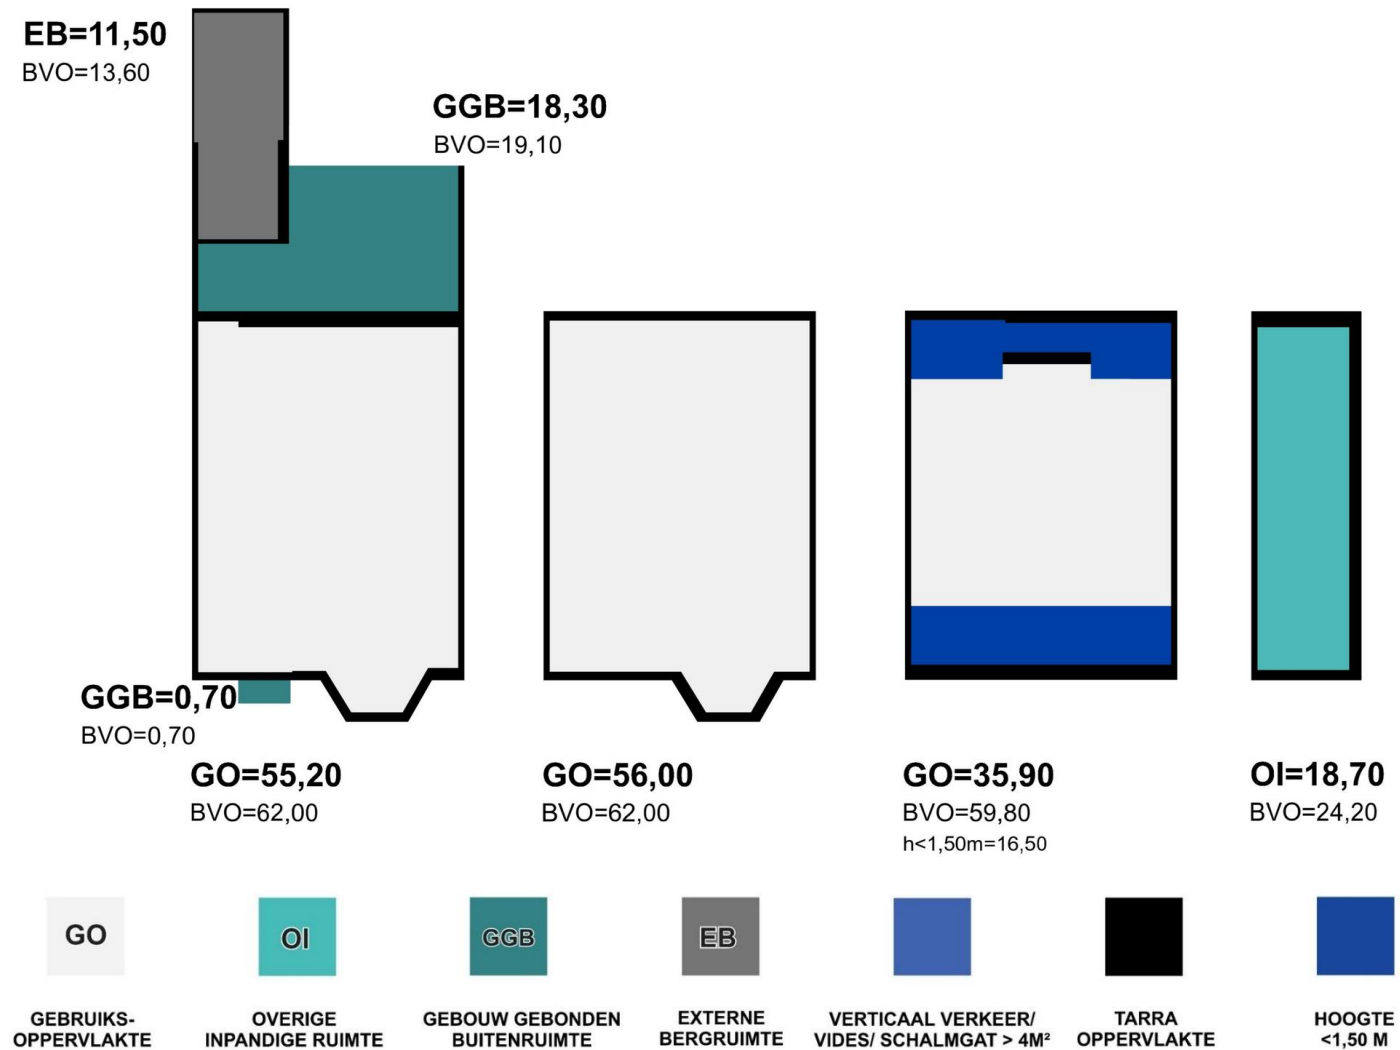 EB=11,50
BVO=13,60
GGB=18,30
BVO=19,10
GGB=0,70
BVO=0,70
GO=55,20
BVO=62,00
GO=56,00
BVO=62,00
GO=35,90
BVO=59,80
h<1,50m=16,50
OI=18,70
BVO=24,20
GO
OI
GGB
EB
GEBRUIKS-
OPPERVLAKTE
OVERIGE
INPANDIGE RUIMTE
GEBOUW GEBONDEN
BUITENRUIMTE
EXTERNE
BERGRUIMTE
VERTICAAL VERKEER/
VIDES/ SCHALMGAT > 4M²
TARRA
OPPERVLAKTE
HOOGTE
<1,50 M